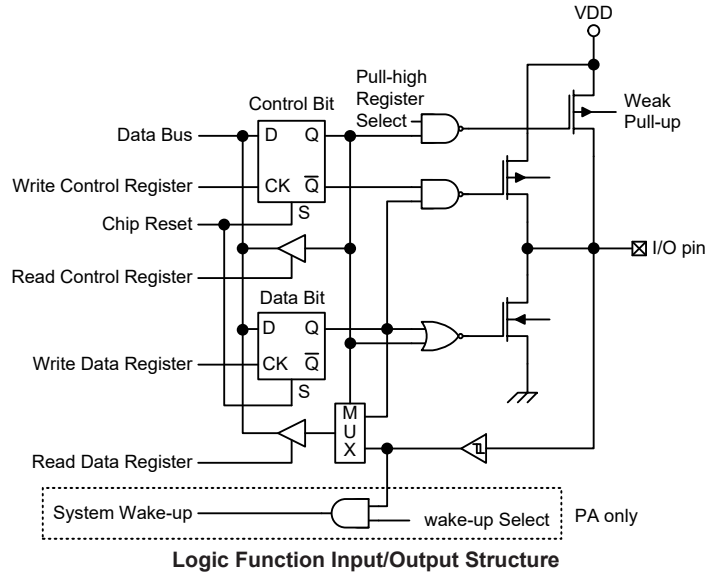 VDD
Pull-high
Register
Select
Weak
Pull-up
Control Bit
Data Bus
D
Q
Write Control Register
CK
Q̅
S
Chip Reset
I/O pin
Read Control Register
Data Bit
D
Q
Write Data Register
CK
Q̅
S
M
U
X
Read Data Register
System Wake-up
wake-up Select
PA only
Logic Function Input/Output Structure